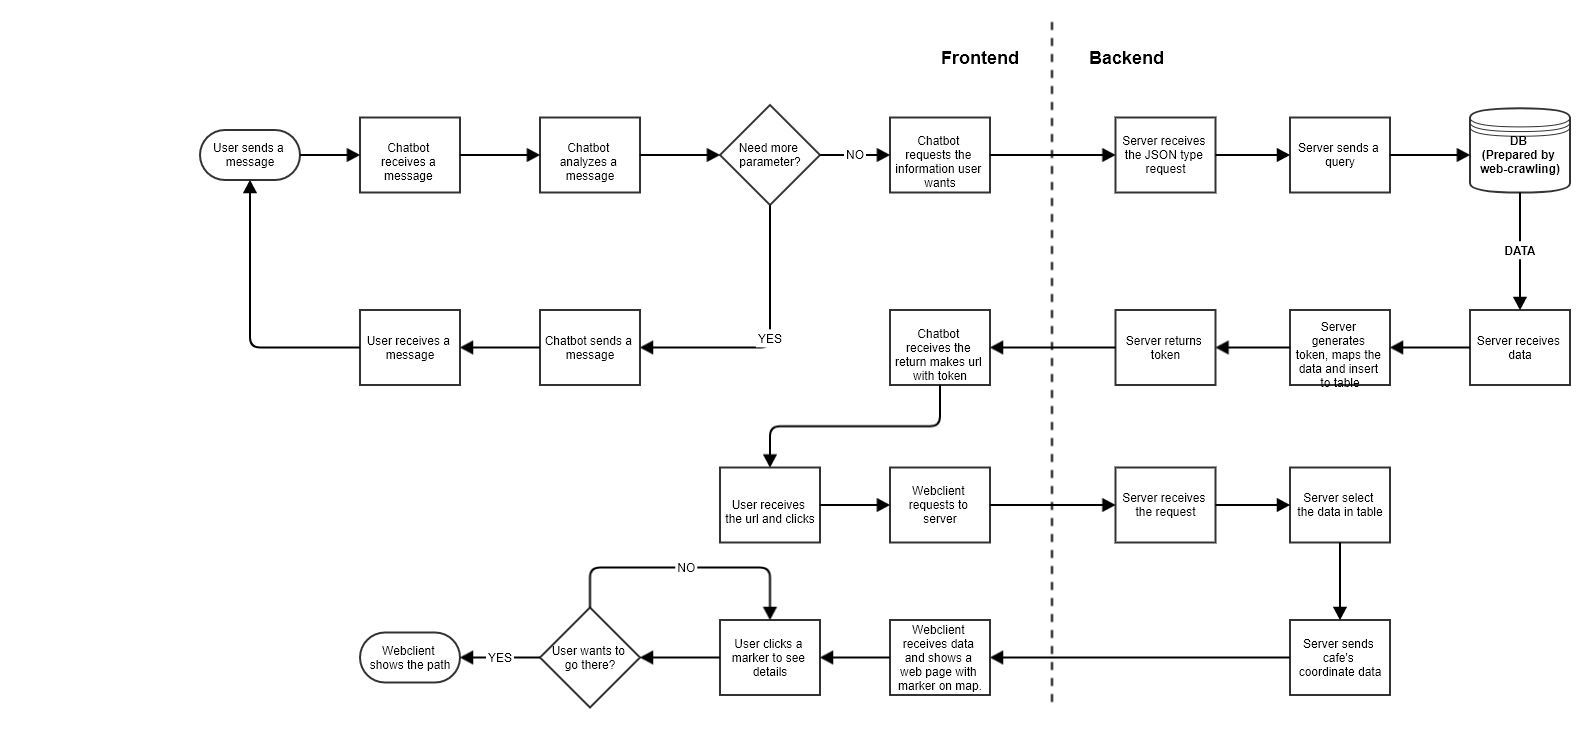 Frontend
Backend
User sends a
message
Chatbot
receives a
message
Chatbot
analyzes a
message
Need more
parameter?
NO
Chatbot
requests the
information user
wants
Server receives
the JSON type
request
Server sends a
query
DB
(Prepared by
web-crawling)
DATA
YES
User receives a
message
Chatbot sends a
message
Chatbot
receives the
return makes url
with token
Server returns
token
Server
generates
token, maps the
data and insert
to table
Server receives
data
User receives
the url and clicks
Webclient
requests to
server
Server receives
the request
Server select
the data in table
NO
Webclient
shows the path
YES
User wants to
go there?
User clicks a
marker to see
details
Webclient
receives data
and shows a
web page with
marker on map.
Server sends
cafe's
coordinate data